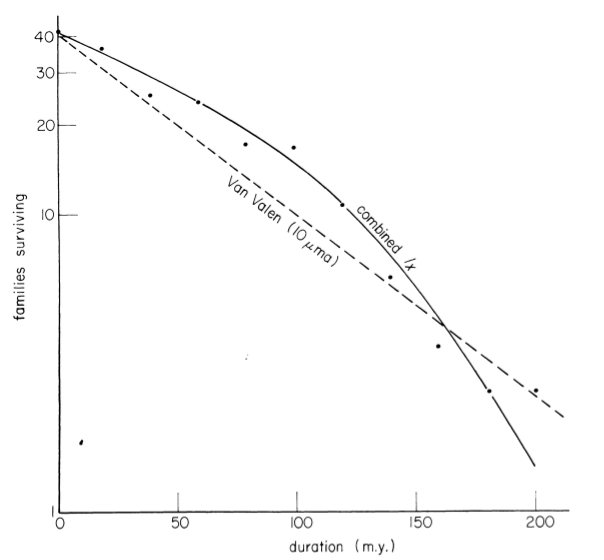 40
30
20
10
1
families surviving
Van Valen (10 μma)
combined lx
0 50 100 150 200
duration (m.y.)